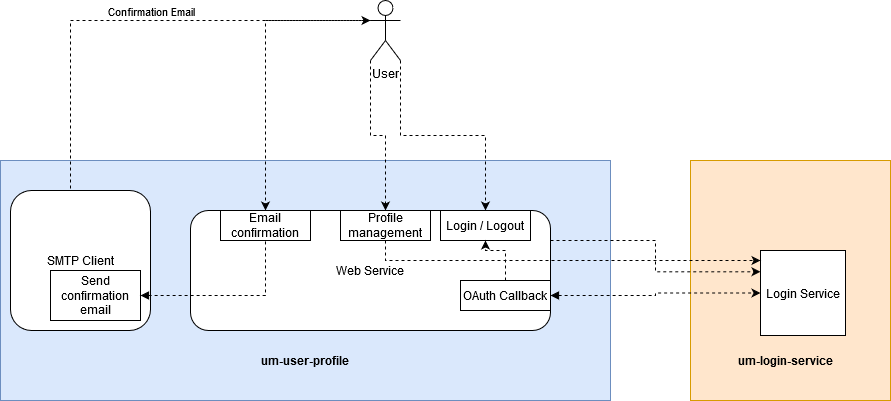 Confirmation Email
User
Email
confirmation
Profile
management
Login / Logout
SMTP Client
Send
confirmation
email
Web Service
OAuth Callback
Login Service
um-user-profile
um-login-service